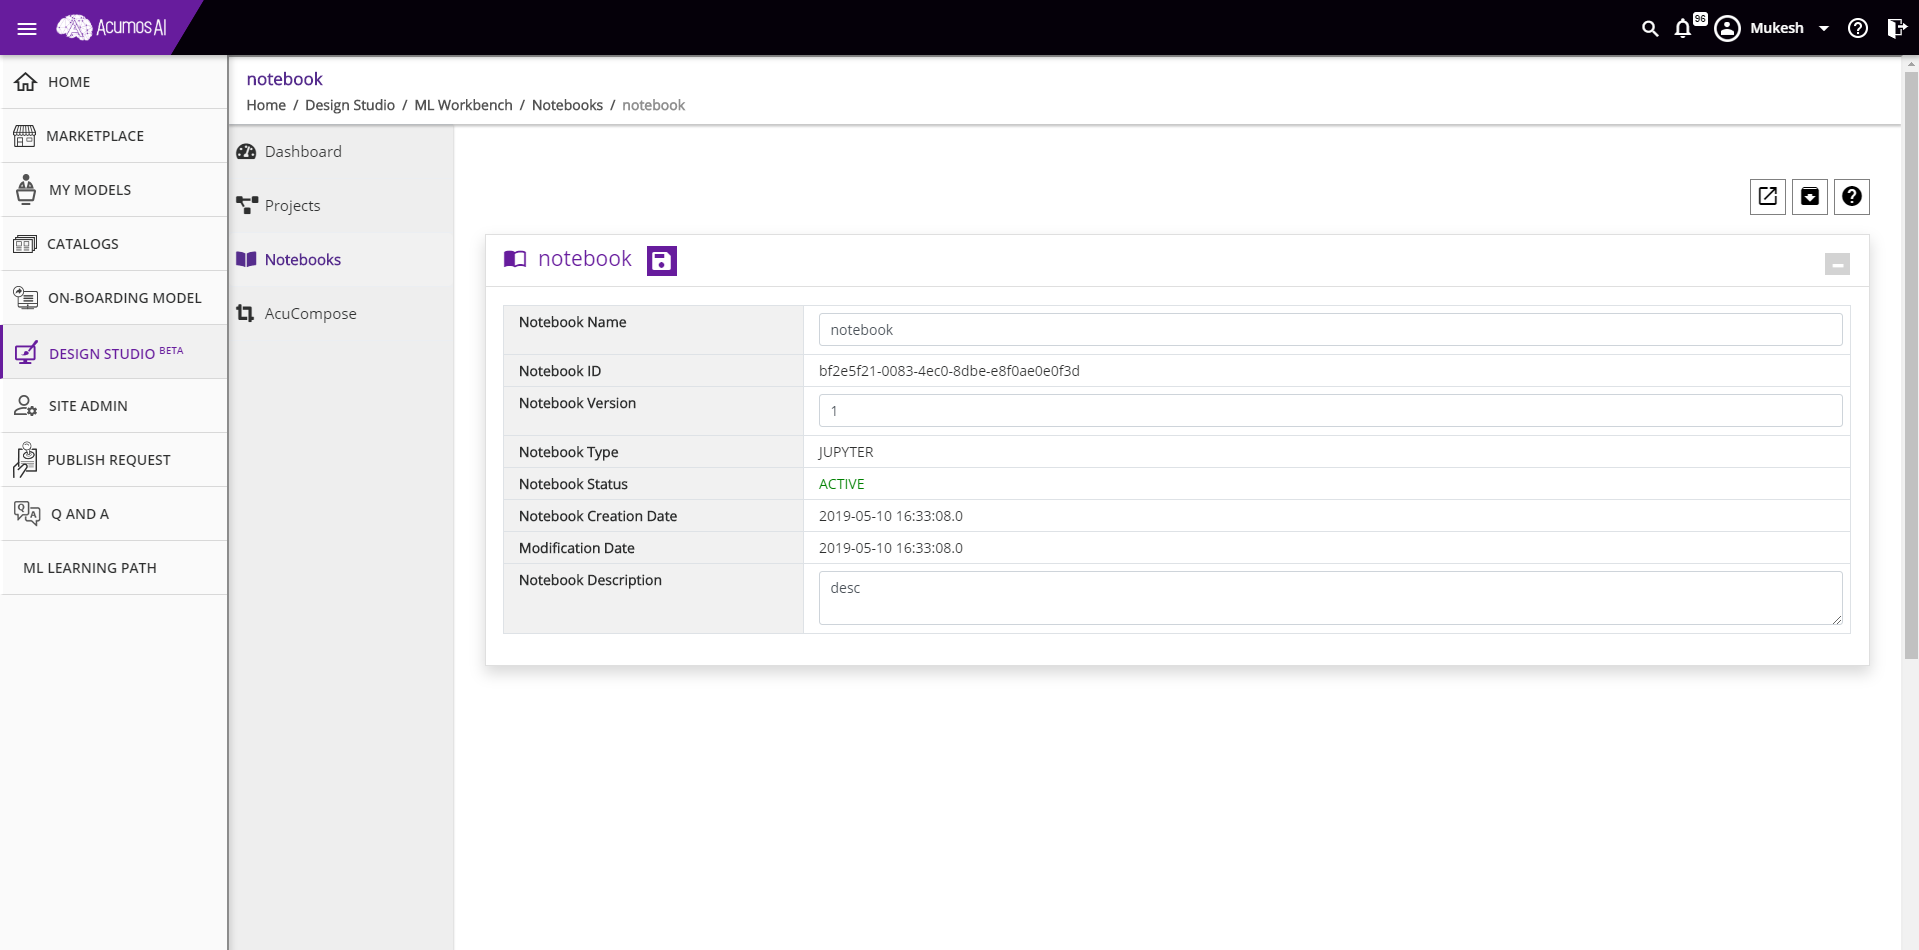 Acumos AI
96
Mukesh
HOME
MARKETPLACE
MY MODELS
CATALOGS
ON-BOARDING MODEL
DESIGN STUDIO BETA
SITE ADMIN
PUBLISH REQUEST
Q AND A
ML LEARNING PATH
notebook
Home / Design Studio / ML Workbench / Notebooks / notebook
Dashboard
Projects
Notebooks
AcuCompose
notebook
Notebook Name notebook
Notebook ID bf2e5f21-0083-4ec0-8dbe-e8f0ae0e0f3d
Notebook Version 1
Notebook Type JUPYTER
Notebook Status ACTIVE
Notebook Creation Date 2019-05-10 16:33:08.0
Modification Date 2019-05-10 16:33:08.0
Notebook Description desc